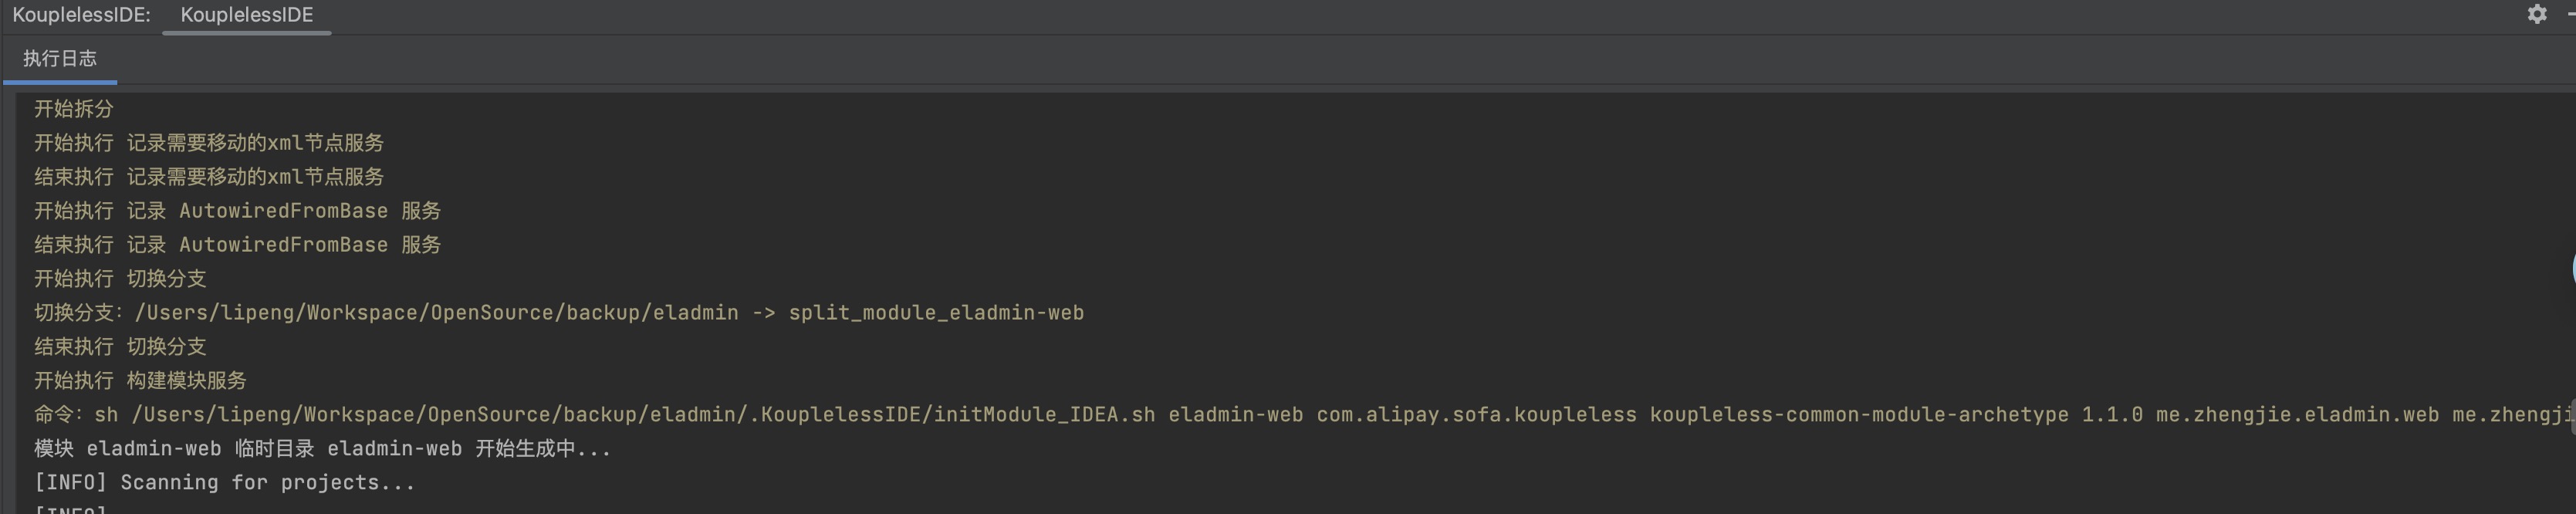 KouplelessIDE: KouplelessIDE
执行日志
开始拆分
开始执行 记录需要移动的xml节点服务
结束执行 记录需要移动的xml节点服务
开始执行 记录 AutowiredFromBase 服务
结束执行 记录 AutowiredFromBase 服务
开始执行 切换分支
切换分支：/Users/lipeng/Workspace/OpenSource/backup/eladmin -> split_module_eladmin-web
结束执行 切换分支
开始执行 构建模块服务
命令：sh /Users/lipeng/Workspace/OpenSource/backup/eladmin/.KouplelessIDE/initModule_IDEA.sh eladmin-web com.alipay.sofa.koupleless koupleless-common-module-archetype 1.1.0 me.zhengjie.eladmin.web me.zhengji
模块 eladmin-web 临时目录 eladmin-web 开始生成中...
[INFO] Scanning for projects...
[INFO]